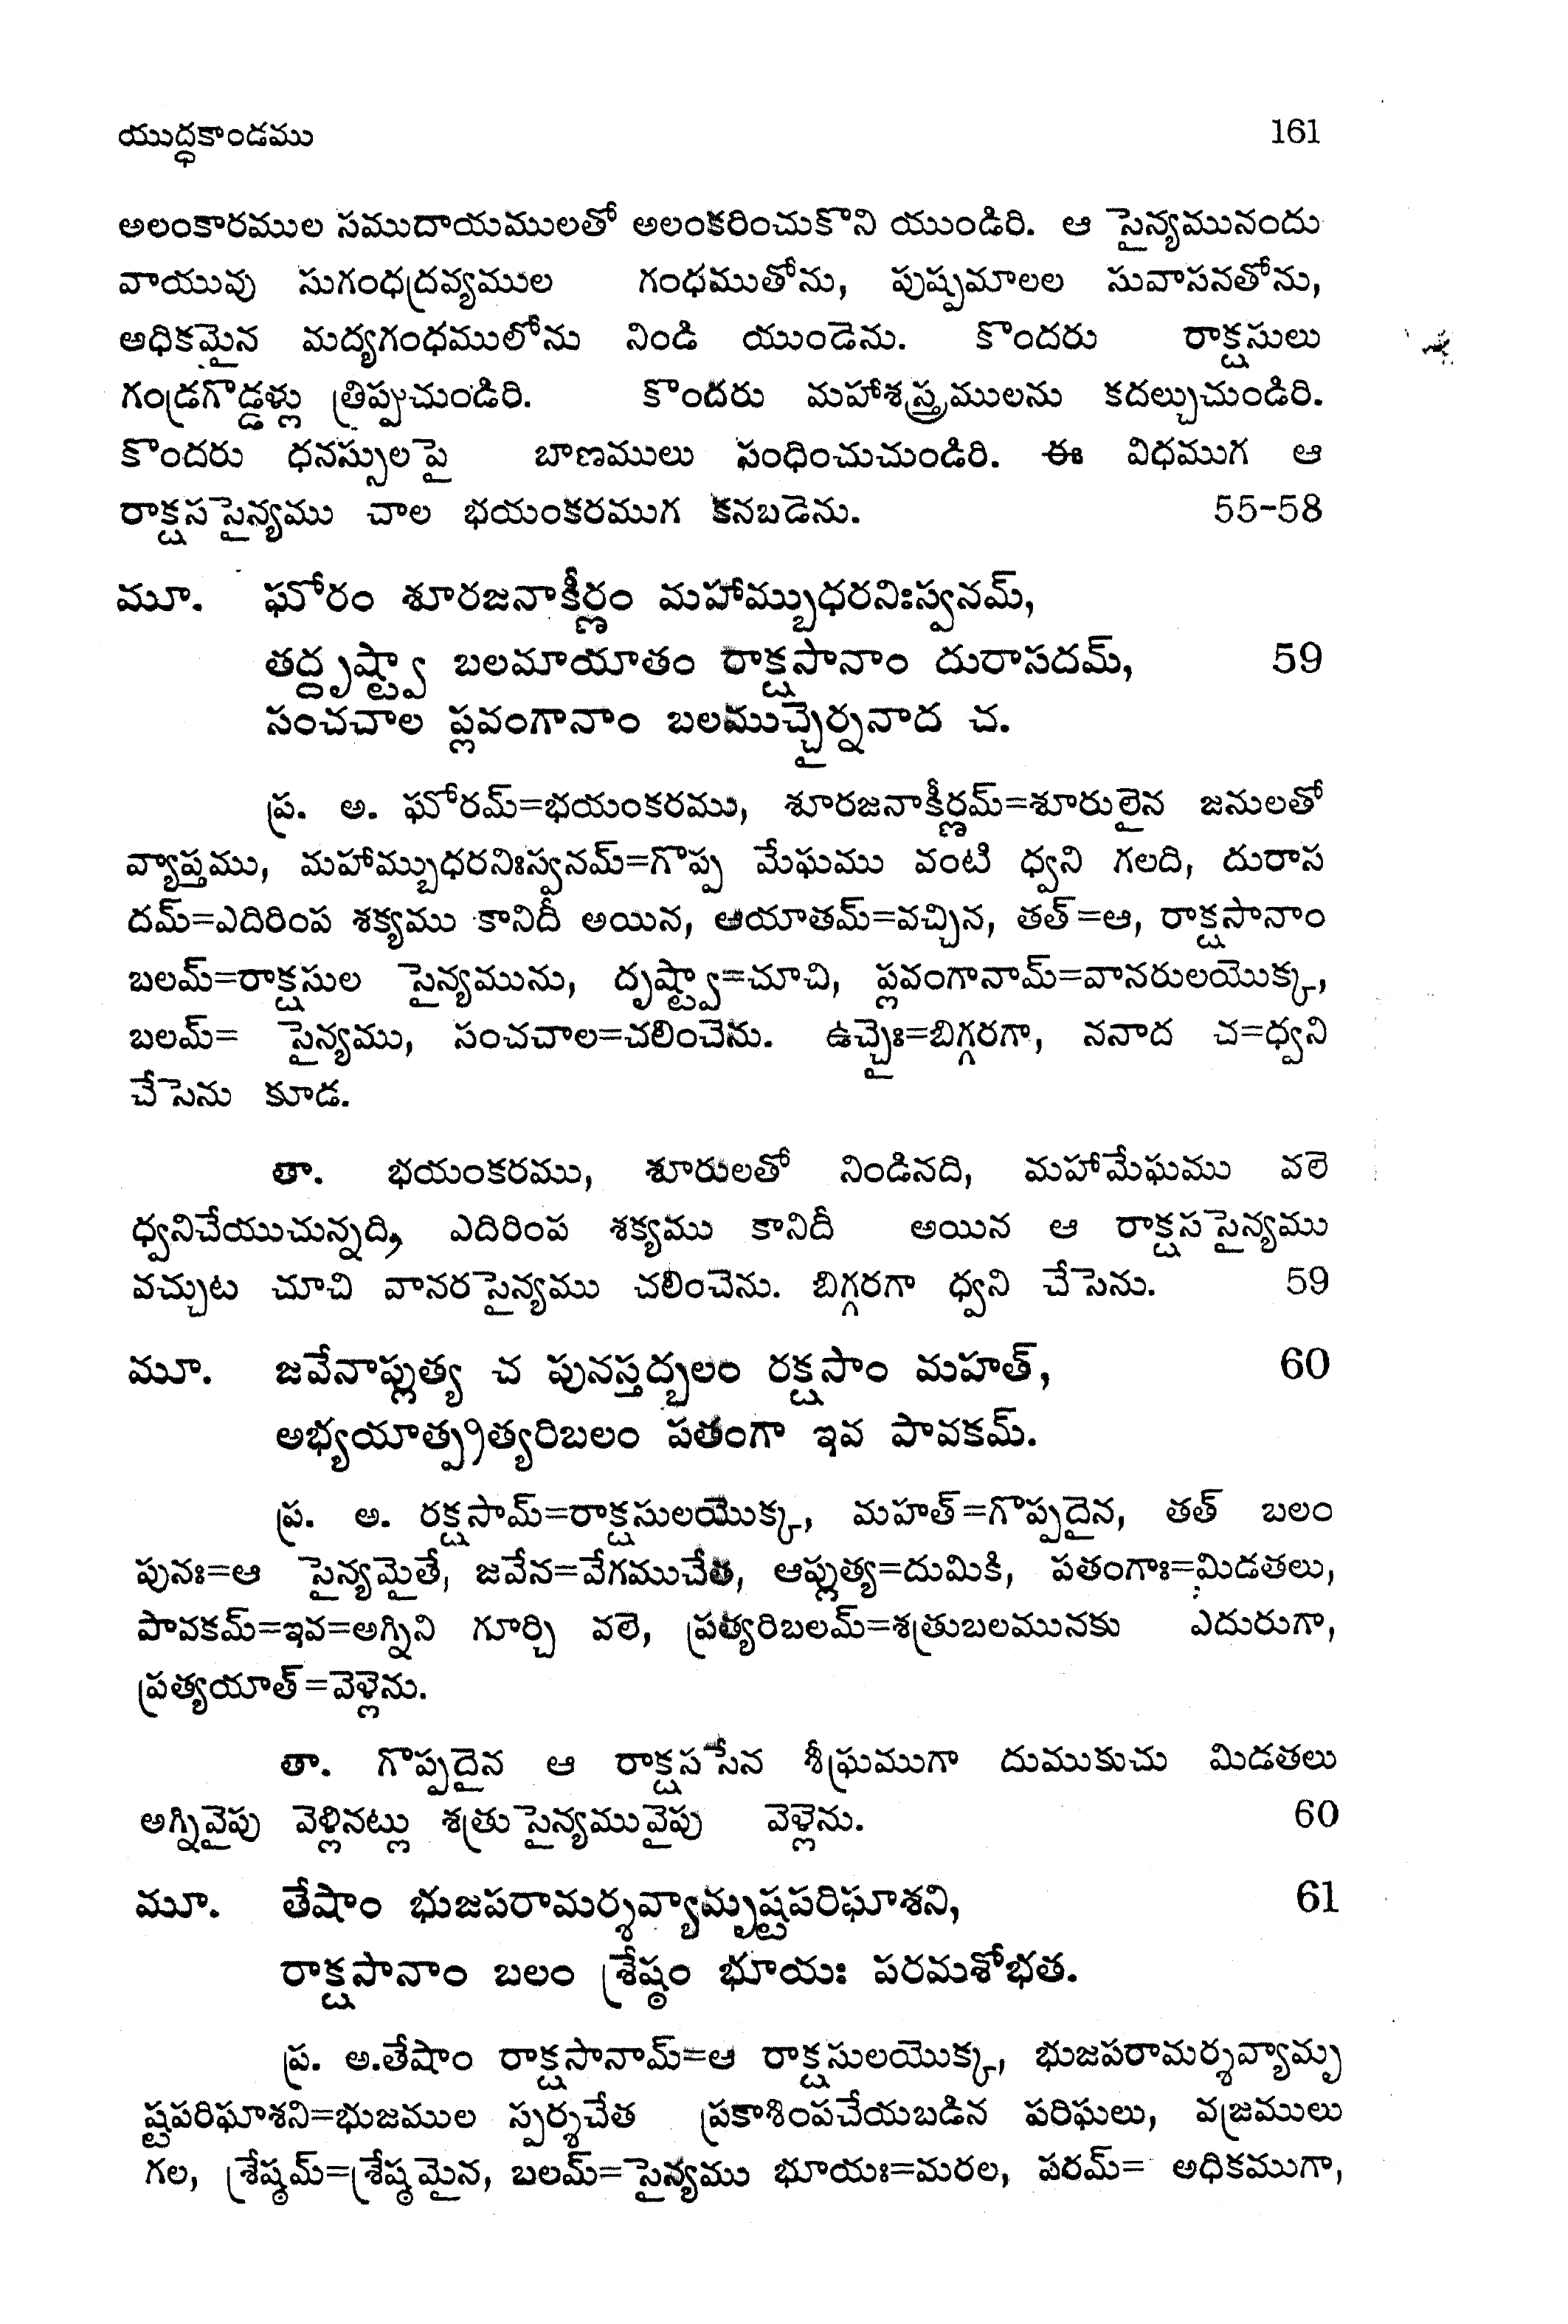 యుద్ధకాండము 161
అలంకారముల సముదాయములతో అలంకరించుకొని యుండిరి. ఆ సైన్యమునందు
వాయువు సుగంధద్రవ్యముల గంధముతోను, పుష్పమాలల సువాసనతోను,
అధికమైన మద్యగంధములోను నిండి యుండెను. కొందరు రాక్షసులు
గండ్రగొడ్డళ్లు త్రిప్పుచుండిరి. కొందరు మహాశస్త్రములను కదల్చుచుండిరి.
కొందరు ధనస్సులపై బాణములు సంధించుచుండిరి. ఈ విధముగ ఆ
రాక్షససైన్యము చాల భయంకరముగ కనబడెను. 55-58
మూ. ఘోరం శూరజనాకీర్ణం మహామ్బుధరనిఃస్వనమ్,
తద్దృష్ట్వా బలమాయాతం రాక్షసానాం దురాసదమ్, 59
సంచచాల ప్లవంగానాం బలముచ్చైర్ననాద చ.
ప్ర. అ. ఘోరమ్=భయంకరము, శూరజనాకీర్ణమ్=శూరులైన జనులతో
వ్యాప్తము, మహామ్బుధరనిఃస్వనమ్=గొప్ప మేఘము వంటి ధ్వని గలది, దురాస
దమ్=ఎదిరింప శక్యము కానిదీ అయిన, ఆయాతమ్=వచ్చిన, తత్=ఆ, రాక్షసానాం
బలమ్=రాక్షసుల సైన్యమును, దృష్ట్వా=చూచి, ప్లవంగానామ్=వానరులయొక్క,
బలమ్= సైన్యము, సంచచాల=చలించెను. ఉచ్చైః=బిగ్గరగా, ననాద చ=ధ్వని
చేసెను కూడ.
తా. భయంకరము, శూరులతో నిండినది, మహామేఘము వలె
ధ్వనిచేయుచున్నది, ఎదిరింప శక్యము కానిదీ అయిన ఆ రాక్షససైన్యము
వచ్చుట చూచి వానరసైన్యము చలించెను. బిగ్గరగా ధ్వని చేసెను. 59
మూ. జవేనాప్లుత్య చ పునస్తద్బలం రక్షసాం మహత్, 60
అభ్యయాత్ప్రత్యరిబలం పతంగా ఇవ పావకమ్.
ప్ర. అ. రక్షసామ్=రాక్షసులయొక్క, మహత్=గొప్పదైన, తత్ బలం
పునః=ఆ సైన్యమైతే, జవేన=వేగముచేత, ఆప్లుత్య=దుమికి, పతంగాః=మిడతలు,
పావకమ్=ఇవ=అగ్నిని గూర్చి వలె, ప్రత్యరిబలమ్=శత్రుబలమునకు ఎదురుగా,
ప్రత్యయాత్=వెళ్లెను.
తా. గొప్పదైన ఆ రాక్షససేన శీఘ్రముగా దుముకుచు మిడతలు
అగ్నివైపు వెళ్లినట్లు శత్రుసైన్యమువైపు వెళ్లెను. 60
మూ. తేషాం భుజపరామర్శవ్యామృష్టపరిఘాశని, 61
రాక్షసానాం బలం శ్రేష్ఠం భూయః పరమశోభత.
ప్ర. అ.తేషాం రాక్షసానామ్=ఆ రాక్షసులయొక్క, భుజపరామర్శవ్యామృ
ష్టపరిఘాశని=భుజముల స్పర్శచేత ప్రకాశింపచేయబడిన పరిఘలు, వజ్రములు
గల, శ్రేష్ఠమ్=శ్రేష్ఠమైన, బలమ్=సైన్యము భూయః=మరల, పరమ్= అధికముగా,